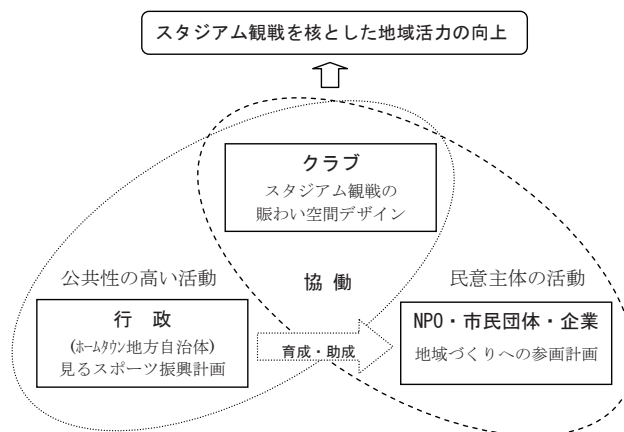 スタジアム観戦を核とした地域活力の向上
クラブ
スタジアム観戦の
賑わい空間デザイン
公共性の高い活動
協 働
民意主体の活動
行 政
(ﾎｰﾑﾀｳﾝ地方自治体)
見るスポーツ振興計画
育成・助成
NPO・市民団体・企業
地域づくりへの参画計画